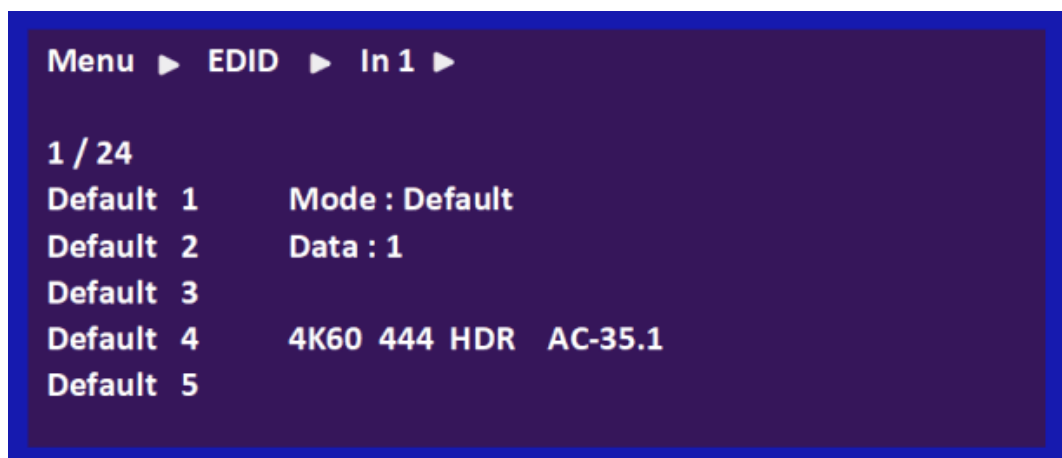 Menu ▶ EDID ▶ In 1 ▶
1 / 24
Default 1 Mode : Default
Default 2 Data : 1
Default 3
Default 4 4K60 444 HDR AC-35.1
Default 5